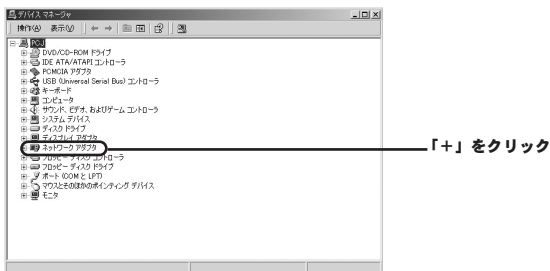 デバイス マネージャ
操作(A) 表示(V)
PCJ
DVD/CD-ROM ドライブ
IDE ATA/ATAPI コントローラ
PCMCIA アダプタ
USB (Universal Serial Bus) コントローラ
キーボード
コンピュータ
サウンド、ビデオ、およびゲーム コントローラ
システム デバイス
ディスク ドライブ
ディスプレイ アダプタ
ネットワーク アダプタ
「+」をクリック
フロッピー ディスク コントローラ
フロッピー ディスク ドライブ
ポート (COM と LPT)
マウスとそのほかのポインティング デバイス
モニタ